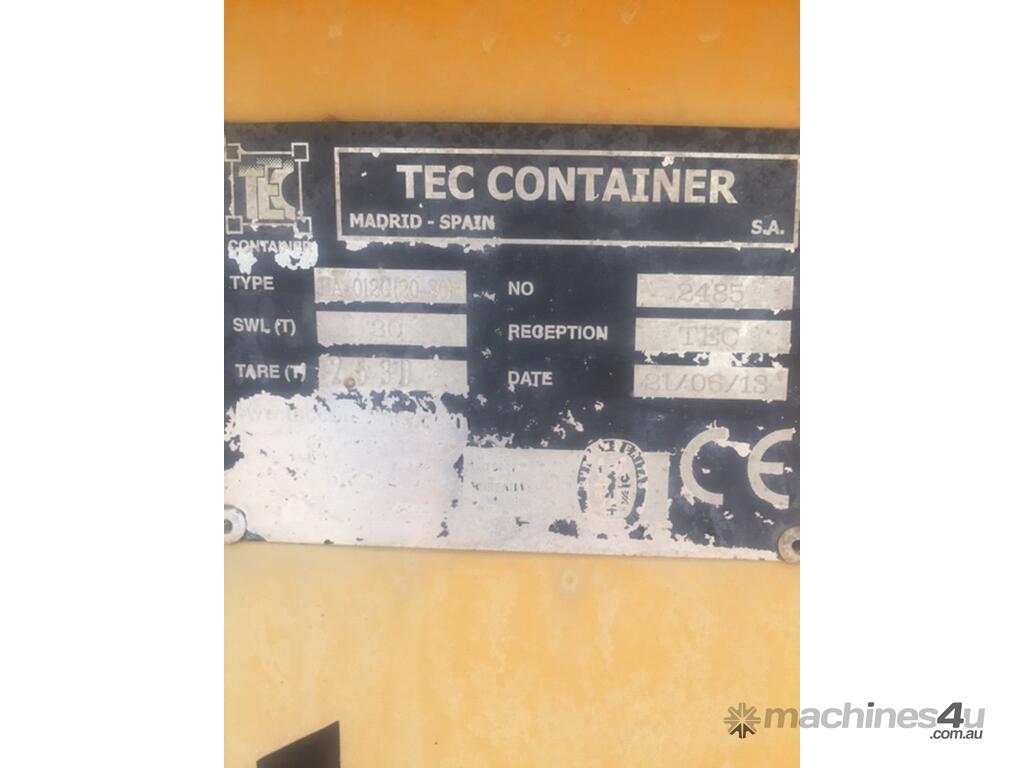 TEC
CONTAINER
TEC CONTAINER
MADRID - SPAIN S.A.
TYPE NO 2485
SWL (T) 30 RECEPTION TEC
TARE (T) DATE 21/06/13
CE
machines4u
.com.au